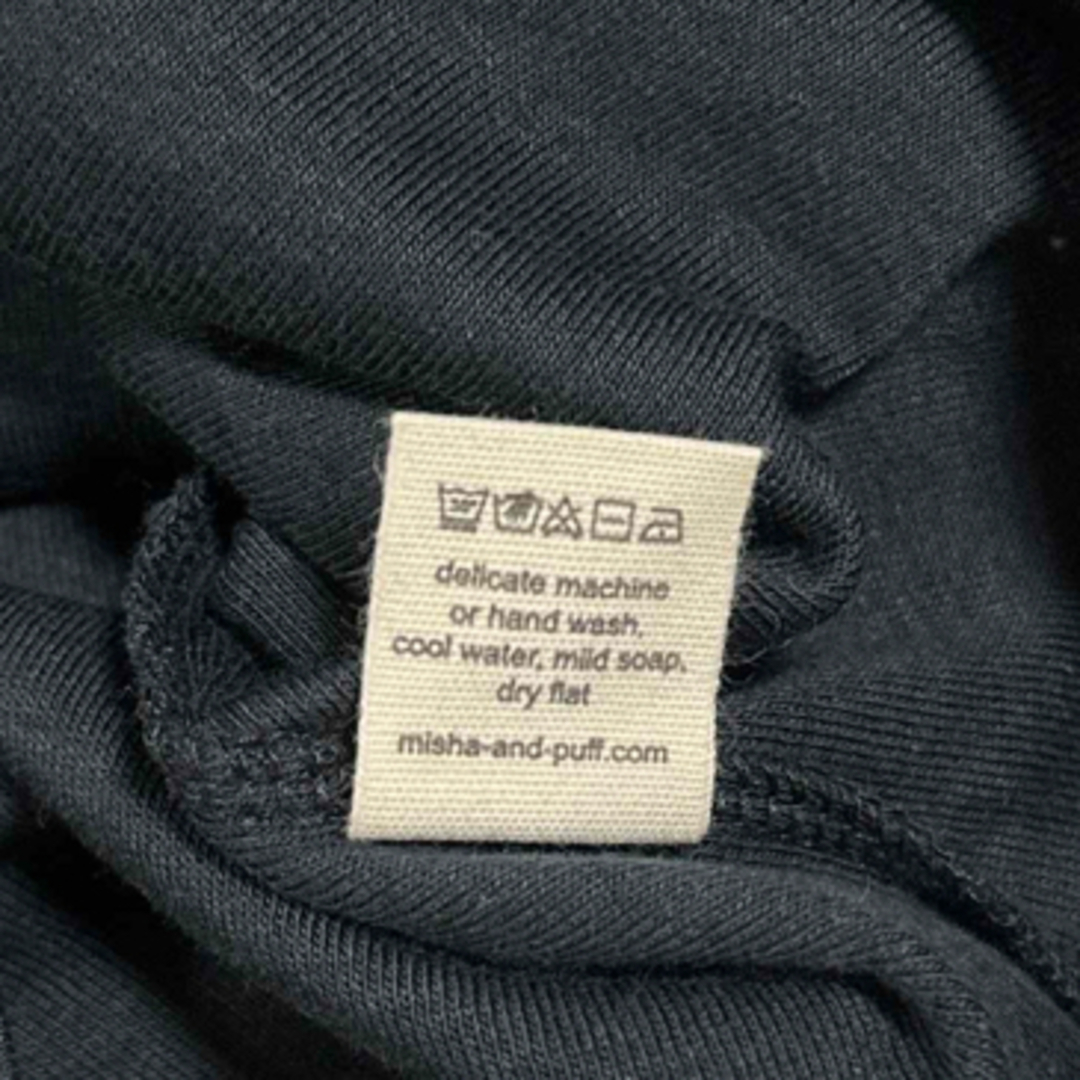 delicate machine
or hand wash,
cool water, mild soap,
dry flat
misha-and-puff.com